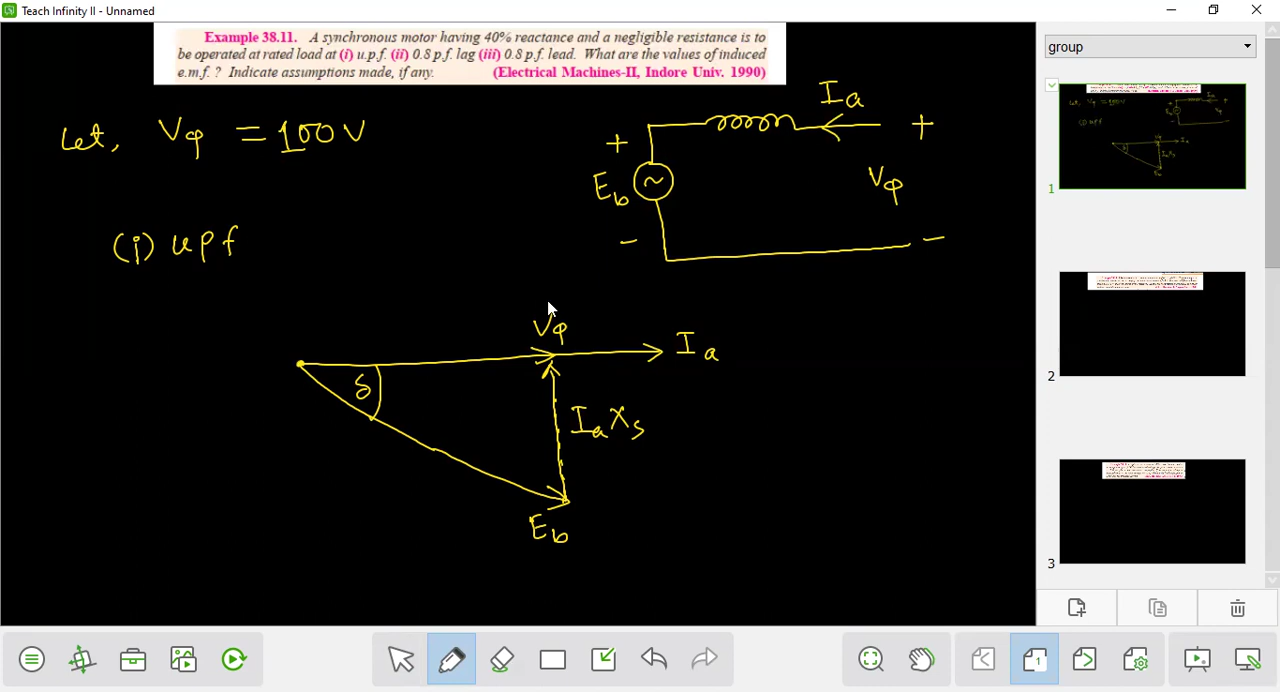 Teach Infinity II - Unnamed
Example 38.11. A synchronous motor having 40% reactance and a negligible resistance is to
be operated at rated load at (i) u.p.f. (ii) 0.8 p.f. lag (iii) 0.8 p.f. lead. What are the values of induced
e.m.f. ? Indicate assumptions made, if any. (Electrical Machines-II, Indore Univ. 1990)
Let, Vφ = 100 V
Ia
+ +
Eb Vφ
- -
(i) upf
Vφ Ia
δ
IaXs
Eb
group
1
2
3
1